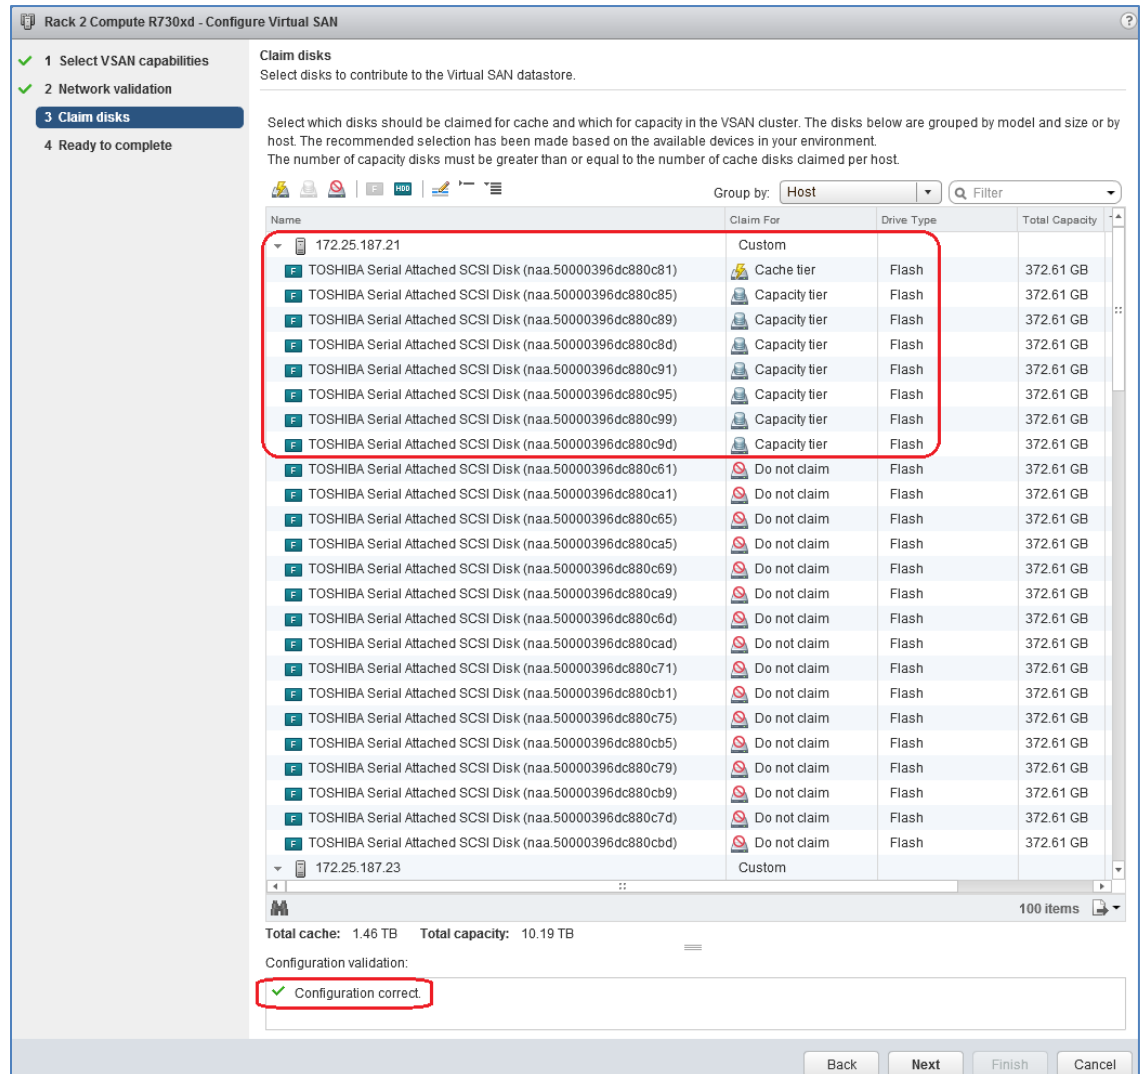 Rack 2 Compute R730xd - Configure Virtual SAN
?
1 Select VSAN capabilities
2 Network validation
3 Claim disks
4 Ready to complete
Claim disks
Select disks to contribute to the Virtual SAN datastore.
Select which disks should be claimed for cache and which for capacity in the VSAN cluster. The disks below are grouped by model and size or by
host. The recommended selection has been made based on the available devices in your environment.
The number of capacity disks must be greater than or equal to the number of cache disks claimed per host.
F HDD Group by: Host Filter
Name Claim For Drive Type Total Capacity
172.25.187.21 Custom
F TOSHIBA Serial Attached SCSI Disk (naa.50000396dc880c81) Cache tier Flash 372.61 GB
F TOSHIBA Serial Attached SCSI Disk (naa.50000396dc880c85) Capacity tier Flash 372.61 GB
F TOSHIBA Serial Attached SCSI Disk (naa.50000396dc880c89) Capacity tier Flash 372.61 GB
F TOSHIBA Serial Attached SCSI Disk (naa.50000396dc880c8d) Capacity tier Flash 372.61 GB
F TOSHIBA Serial Attached SCSI Disk (naa.50000396dc880c91) Capacity tier Flash 372.61 GB
F TOSHIBA Serial Attached SCSI Disk (naa.50000396dc880c95) Capacity tier Flash 372.61 GB
F TOSHIBA Serial Attached SCSI Disk (naa.50000396dc880c99) Capacity tier Flash 372.61 GB
F TOSHIBA Serial Attached SCSI Disk (naa.50000396dc880c9d) Capacity tier Flash 372.61 GB
F TOSHIBA Serial Attached SCSI Disk (naa.50000396dc880c61) Do not claim Flash 372.61 GB
F TOSHIBA Serial Attached SCSI Disk (naa.50000396dc880ca1) Do not claim Flash 372.61 GB
F TOSHIBA Serial Attached SCSI Disk (naa.50000396dc880c65) Do not claim Flash 372.61 GB
F TOSHIBA Serial Attached SCSI Disk (naa.50000396dc880ca5) Do not claim Flash 372.61 GB
F TOSHIBA Serial Attached SCSI Disk (naa.50000396dc880c69) Do not claim Flash 372.61 GB
F TOSHIBA Serial Attached SCSI Disk (naa.50000396dc880ca9) Do not claim Flash 372.61 GB
F TOSHIBA Serial Attached SCSI Disk (naa.50000396dc880c6d) Do not claim Flash 372.61 GB
F TOSHIBA Serial Attached SCSI Disk (naa.50000396dc880cad) Do not claim Flash 372.61 GB
F TOSHIBA Serial Attached SCSI Disk (naa.50000396dc880c71) Do not claim Flash 372.61 GB
F TOSHIBA Serial Attached SCSI Disk (naa.50000396dc880cb1) Do not claim Flash 372.61 GB
F TOSHIBA Serial Attached SCSI Disk (naa.50000396dc880c75) Do not claim Flash 372.61 GB
F TOSHIBA Serial Attached SCSI Disk (naa.50000396dc880cb5) Do not claim Flash 372.61 GB
F TOSHIBA Serial Attached SCSI Disk (naa.50000396dc880c79) Do not claim Flash 372.61 GB
F TOSHIBA Serial Attached SCSI Disk (naa.50000396dc880cb9) Do not claim Flash 372.61 GB
F TOSHIBA Serial Attached SCSI Disk (naa.50000396dc880c7d) Do not claim Flash 372.61 GB
F TOSHIBA Serial Attached SCSI Disk (naa.50000396dc880cbd) Do not claim Flash 372.61 GB
172.25.187.23 Custom
100 items
Total cache: 1.46 TB Total capacity: 10.19 TB
Configuration validation:
Configuration correct.
Back Next Finish Cancel